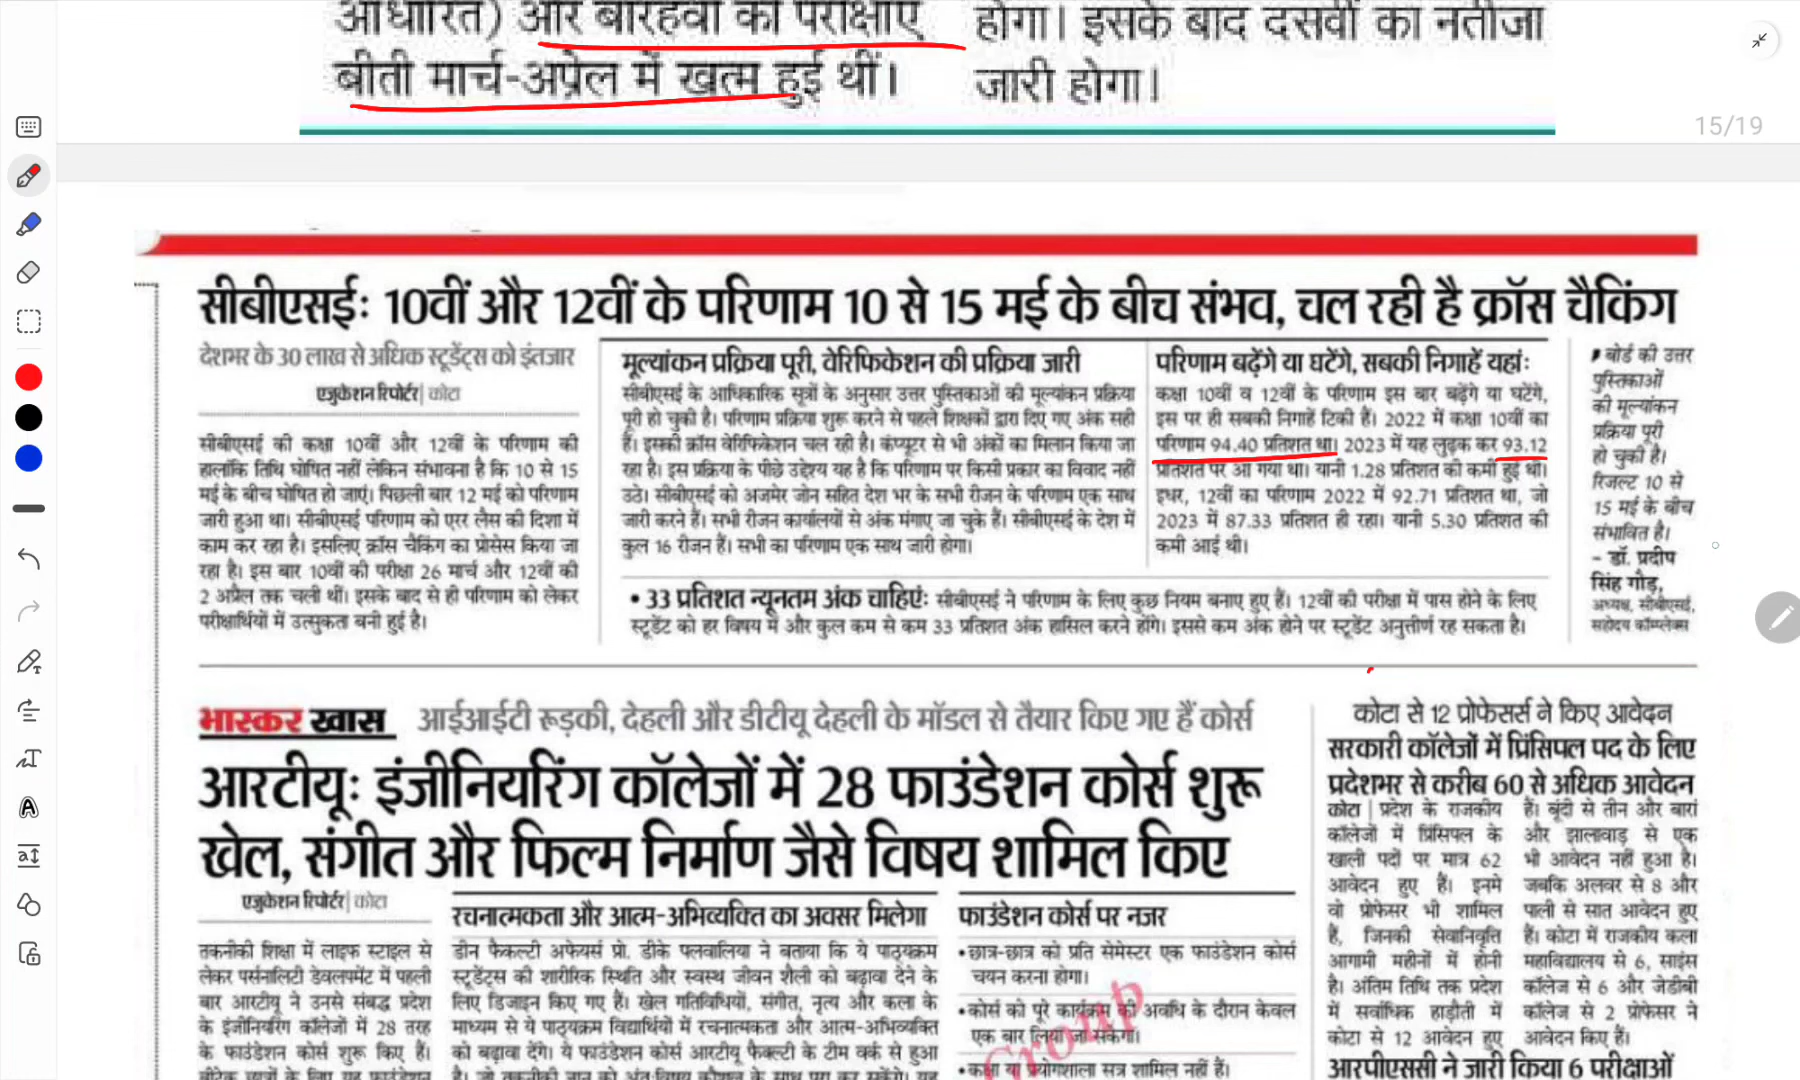 आधारित) और बारहवीं की परीक्षाएं
बीती मार्च-अप्रेल में खत्म हुई थीं।
होगा। इसके बाद दसवीं का नतीजा
जारी होगा।
15/19
सीबीएसई: 10वीं और 12वीं के परिणाम 10 से 15 मई के बीच संभव, चल रही है क्रॉस चैकिंग
देशभर के 30 लाख से अधिक स्टूडेंट्स को इंतजार
एजुकेशन रिपोर्टर| कोटा
सीबीएसई की कक्षा 10वीं और 12वीं के परिणाम की
हालांकि तिथि घोषित नहीं लेकिन संभावना है कि 10 से 15
मई के बीच घोषित हो जाएं। पिछली बार 12 मई को परिणाम
जारी हुआ था। सीबीएसई परिणाम को एरर लैस की दिशा में
काम कर रहा है। इसलिए क्रॉस चैकिंग का प्रोसेस किया जा
रहा है। इस बार 10वीं की परीक्षा 26 मार्च और 12वीं की
2 अप्रैल तक चली थीं। इसके बाद से ही परिणाम को लेकर
परीक्षार्थियों में उत्सुकता बनी हुई है।
मूल्यांकन प्रक्रिया पूरी, वेरिफिकेशन की प्रक्रिया जारी
सीबीएसई के आधिकारिक सूत्रों के अनुसार उत्तर पुस्तिकाओं की मूल्यांकन प्रक्रिया
पूरी हो चुकी है। परिणाम प्रक्रिया शुरू करने से पहले शिक्षकों द्वारा दिए गए अंक सही
हैं। इसकी क्रॉस वेरिफिकेशन चल रही है। कंप्यूटर से भी अंकों का मिलान किया जा
रहा है। इस प्रक्रिया के पीछे उद्देश्य यह है कि परिणाम पर किसी प्रकार का विवाद नहीं
उठे। सीबीएसई को अजमेर जोन सहित देश भर के सभी रीजन के परिणाम एक साथ
जारी करने हैं। सभी रीजन कार्यालयों से अंक मंगाए जा चुके हैं। सीबीएसई के देश में
कुल 16 रीजन हैं। सभी का परिणाम एक साथ जारी होगा।
परिणाम बढ़ेंगे या घटेंगे, सबकी निगाहें यहां:
कक्षा 10वीं व 12वीं के परिणाम इस बार बढ़ेंगे या घटेंगे,
इस पर ही सबकी निगाहें टिकी हैं। 2022 में कक्षा 10वीं का
परिणाम 94.40 प्रतिशत था। 2023 में यह लुढ़क कर 93.12
प्रतिशत पर आ गया था। यानी 1.28 प्रतिशत की कमी हुई थी।
इधर, 12वीं का परिणाम 2022 में 92.71 प्रतिशत था, जो
2023 में 87.33 प्रतिशत ही रहा। यानी 5.30 प्रतिशत की
कमी आई थी।
• 33 प्रतिशत न्यूनतम अंक चाहिएं: सीबीएसई ने परिणाम के लिए कुछ नियम बनाए हुए हैं। 12वीं की परीक्षा में पास होने के लिए
स्टूडेंट को हर विषय में और कुल कम से कम 33 प्रतिशत अंक हासिल करने होंगे। इससे कम अंक होने पर स्टूडेंट अनुत्तीर्ण रह सकता है।
बोर्ड की उत्तर
पुस्तिकाओं
की मूल्यांकन
प्रक्रिया पूरी
हो चुकी है।
रिजल्ट 10 से
15 मई के बीच
संभावित है।
- डॉ. प्रदीप
सिंह गौड़,
अध्यक्ष, सीबीएसई,
सहोदय कॉम्प्लेक्स
भास्कर खास
आईआईटी रूड़की, देहली और डीटीयू देहली के मॉडल से तैयार किए गए हैं कोर्स
आरटीयू: इंजीनियरिंग कॉलेजों में 28 फाउंडेशन कोर्स शुरू
खेल, संगीत और फिल्म निर्माण जैसे विषय शामिल किए
एजुकेशन रिपोर्टर| कोटा
तकनीकी शिक्षा में लाइफ स्टाइल से
लेकर पर्सनालिटी डेवलपमेंट में पहली
बार आरटीयू ने उनसे संबद्ध प्रदेश
के इंजीनियरिंग कॉलेजों में 28 तरह
के फाउंडेशन कोर्स शुरू किए हैं।
रचनात्मकता और आत्म-अभिव्यक्ति का अवसर मिलेगा
डीन फैकल्टी अफेयर्स प्रो. डीके पलवालिया ने बताया कि ये पाठ्यक्रम
स्टूडेंट्स की शारीरिक स्थिति और स्वस्थ जीवन शैली को बढ़ावा देने के
लिए डिजाइन किए गए हैं। खेल गतिविधियों, संगीत, नृत्य और कला के
माध्यम से ये पाठ्यक्रम विद्यार्थियों में रचनात्मकता और आत्म-अभिव्यक्ति
को बढ़ावा देंगे। ये फाउंडेशन कोर्स आरटीयू फैक्टी के टीम वर्क से हुआ
फाउंडेशन कोर्स पर नजर
•छात्र-छात्र को प्रति सेमेस्टर एक फाउंडेशन कोर्स
चयन करना होगा।
•कोर्स को पूरे कार्यक्रम की अवधि के दौरान केवल
एक बार लिया जा सकेगा।
•कक्षा या प्रयोगशाला सत्र शामिल नहीं हैं।
Group
कोटा से 12 प्रोफेसर्स ने किए आवेदन
सरकारी कॉलेजों में प्रिंसिपल पद के लिए
प्रदेशभर से करीब 60 से अधिक आवेदन
कोटा | प्रदेश के राजकीय
कॉलेजों में प्रिंसिपल के
खाली पदों पर मात्र 62
आवेदन हुए हैं। इनमे
वो प्रोफेसर भी शामिल
हैं, जिनकी सेवानिवृत्ति
आगामी महीनों में होनी
है। अंतिम तिथि तक प्रदेश
में सर्वाधिक हाड़ौती में
कोटा से 12 आवेदन हुए
हैं। बूंदी से तीन और बारां
और झालावाड़ से एक
भी आवेदन नहीं हुआ है।
जबकि अलवर से 8 और
पाली से सात आवेदन हुए
हैं। कोटा में राजकीय कला
महाविद्यालय से 6, साइंस
कॉलेज से 6 और जेडीबी
कॉलेज से 2 प्रोफेसर ने
आवेदन किए हैं।
आरपीएससी ने जारी किया 6 परीक्षाओं